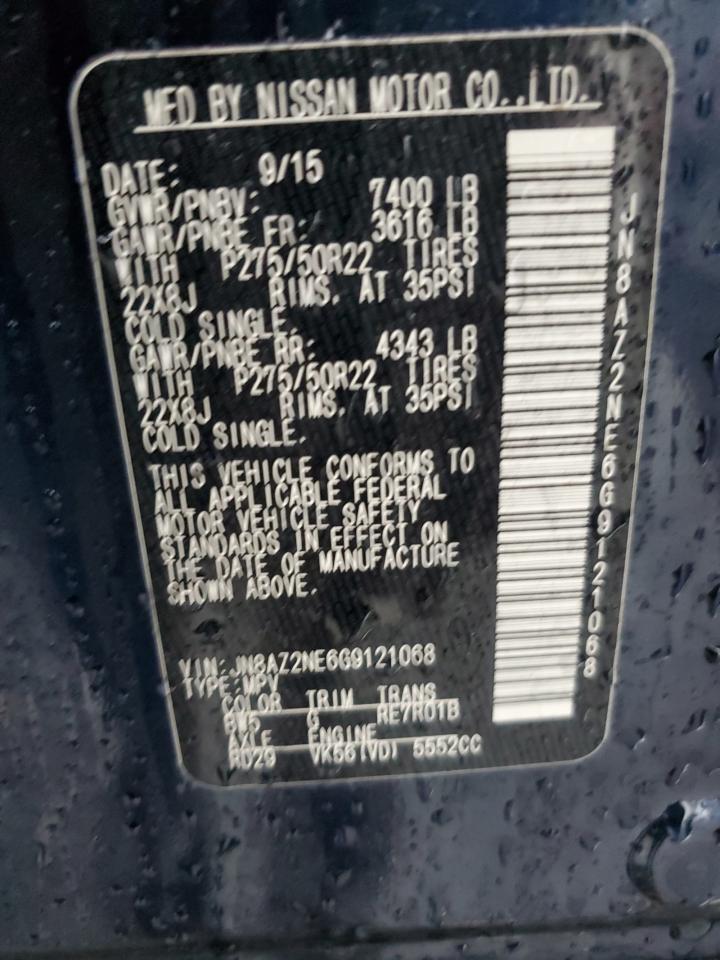 MFD BY NISSAN MOTOR CO.,LTD.
DATE: 9/15
GVWR/PNBV: 7400 LB
GAWR/PNBE FR: 3616 LB
WITH P275/50R22 TIRES
22X8J RIMS, AT 35PSI
COLD SINGLE.
GAWR/PNBE RR: 4343 LB
WITH P275/50R22 TIRES
22X8J RIMS, AT 35PSI
COLD SINGLE.
THIS VEHICLE CONFORMS TO
ALL APPLICABLE FEDERAL
MOTOR VEHICLE SAFETY
STANDARDS IN EFFECT ON
THE DATE OF MANUFACTURE
SHOWN ABOVE.
VIN:JN8AZ2NE6G9121068
TYPE:MPV
COLOR TRIM TRANS
BW5 G RE7R01B
AXLE ENGINE
RD29 VK56(VD) 5552CC
JN8AZ2NE6G9121068